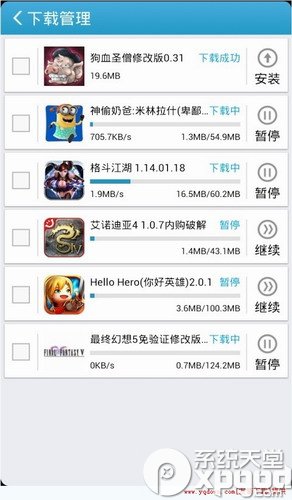 下载管理
狗血圣僧修改版0.31 下载成功
19.6MB
安装
神偷奶爸:米林拉什(卑鄙 下载中
705.7KB/s 1.3MB/54.9MB
暂停
格斗江湖 1.14.01.18 下载中
1.9MB/s 16.5MB/60.2MB
暂停
艾诺迪亚4 1.0.7内购破解 暂停
1.4MB/43.1MB
继续
Hello Hero(你好英雄)2.0.1 暂停
3.6MB/100.3MB
继续
最终幻想5免验证修改版 下载中
FINAL FANTASY V
0KB/s 0.7MB/124.2MB
暂停
系统天堂